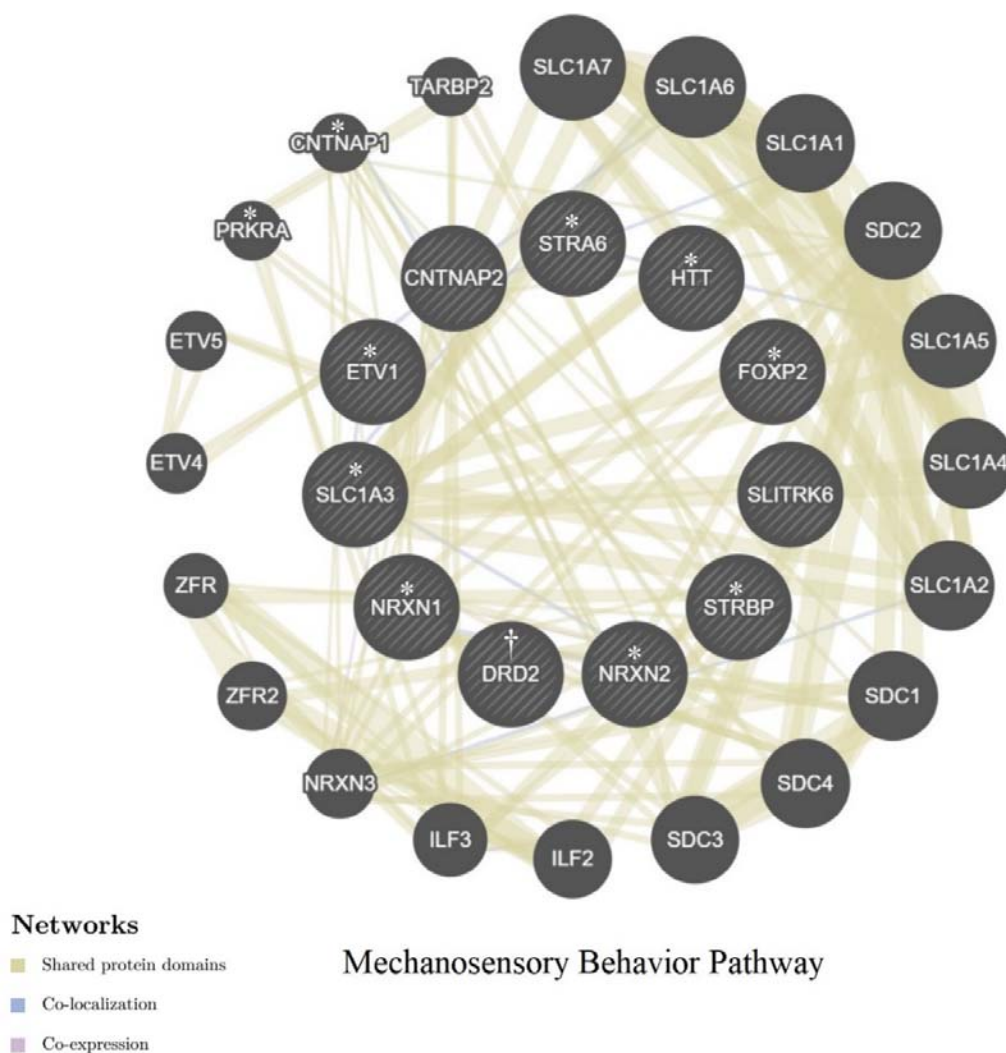 SLC1A7
SLC1A6
TARBP2
*
CNTNAP1
SLC1A1
*
PRKRA
*
STRA6
SDC2
CNTNAP2
*
HTT
ETV5
*
ETV1
*
FOXP2
SLC1A5
ETV4
*
SLC1A3
SLITRK6
SLC1A4
ZFR
*
NRXN1
*
STRBP
SLC1A2
†
DRD2
*
NRXN2
ZFR2
SDC1
NRXN3
SDC4
ILF3
ILF2
SDC3
Networks
Shared protein domains
Co-localization
Co-expression
Mechanosensory Behavior Pathway